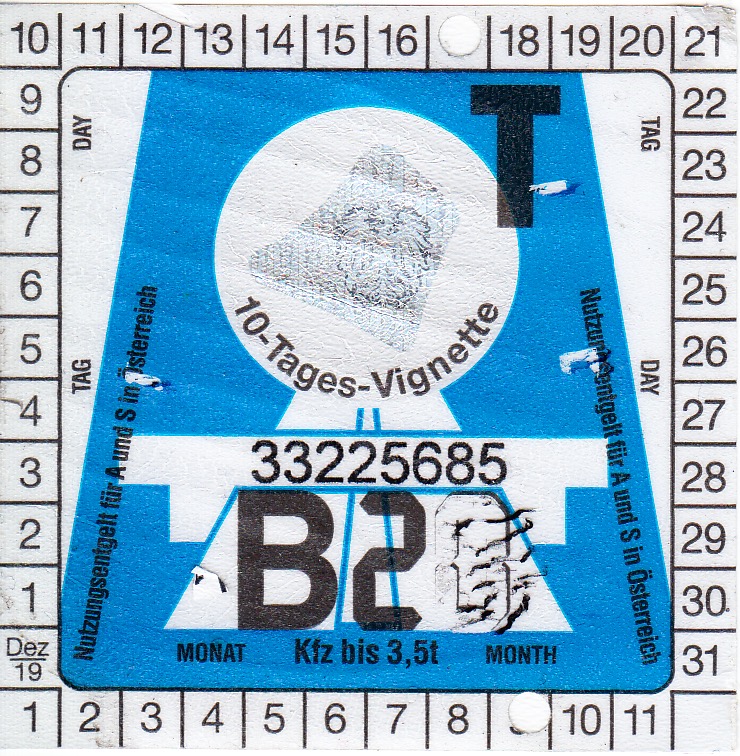 10 11 12 13 14 15 16 18 19 20 21
9
8
7
6
5
4
3
2
1
Dez
19
DAY
TAG
T
TAG
DAY
10-Tages-Vignette
Nutzungsentgelt für A und S in Österreich
Nutzungsentgelt für A und S in Österreich
33225685
B2
MONAT Kfz bis 3,5t MONTH
22
23
24
25
26
27
28
29
30
31
1 2 3 4 5 6 7 8 10 11